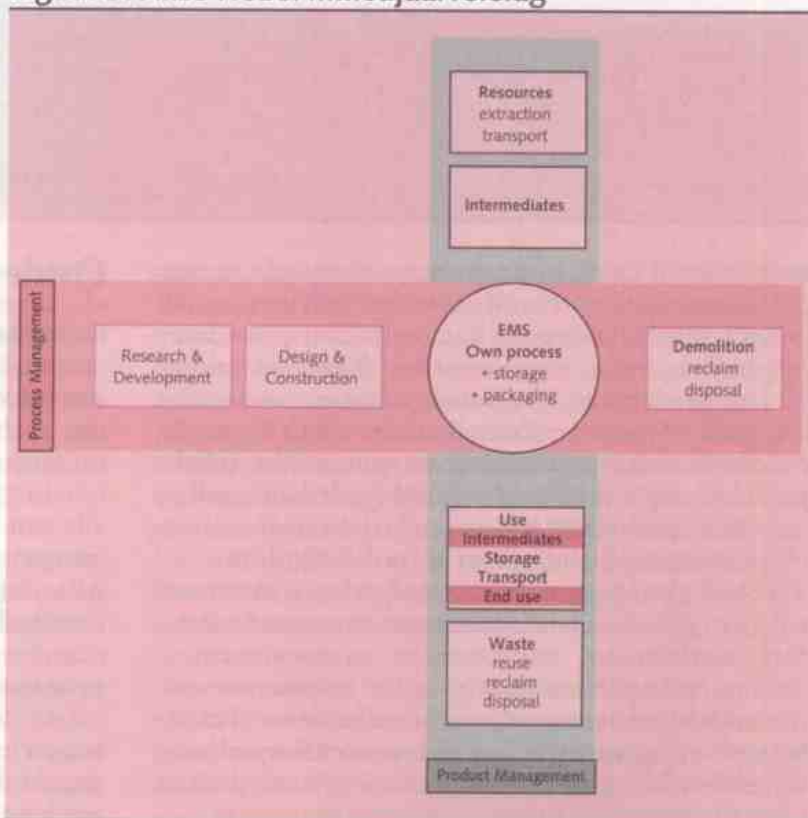 Resources
extraction
transport
Intermediates
Process Management
Research &
Development
Design &
Construction
EMS
Own process
+ storage
+ packaging
Demolition
reclaim
disposal
Use
Intermediates
Storage
Transport
End use
Waste
reuse
reclaim
disposal
Product Management